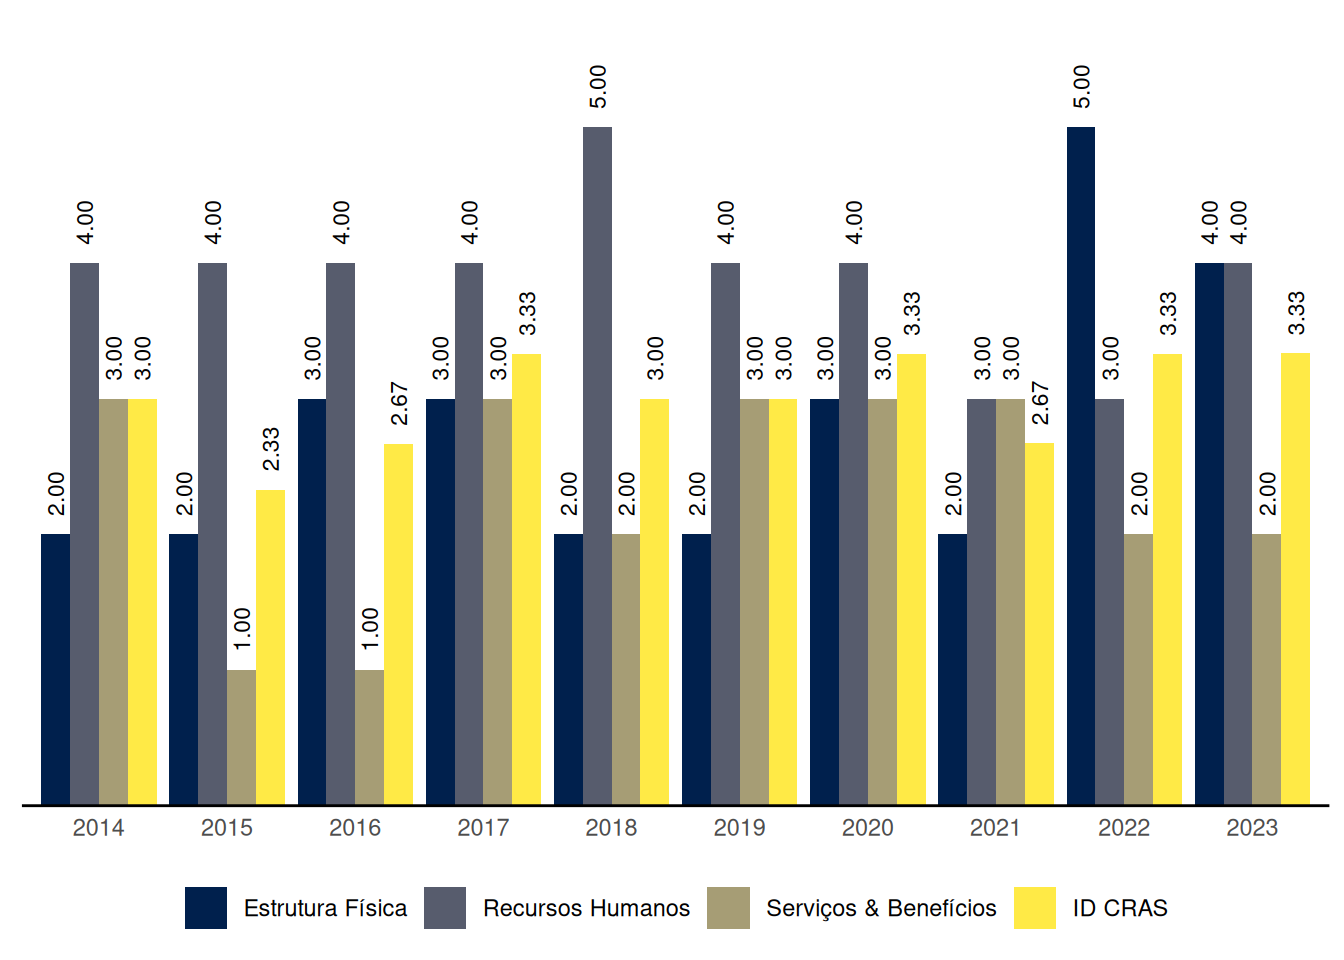 2.00 4.00 3.00 3.00 2.00 4.00 1.00 2.33 3.00 4.00 1.00 2.67 3.00 4.00 3.00 3.33 2.00 5.00 2.00 3.00 2.00 4.00 3.00 3.00 3.00 4.00 3.00 3.33 2.00 3.00 3.00 2.67 5.00 3.00 2.00 3.33 4.00 4.00 2.00 3.33
2014 2015 2016 2017 2018 2019 2020 2021 2022 2023
Estrutura Física Recursos Humanos Serviços & Benefícios ID CRAS